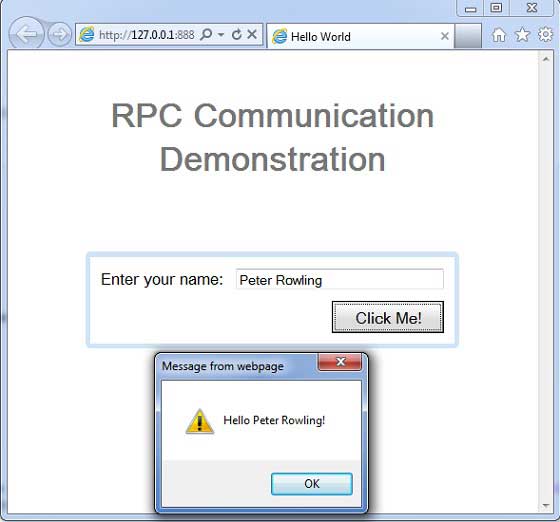 http://127.0.0.1:888
Hello World
RPC Communication
Demonstration
Enter your name:
Peter Rowling
Click Me!
Message from webpage
Hello Peter Rowling!
OK